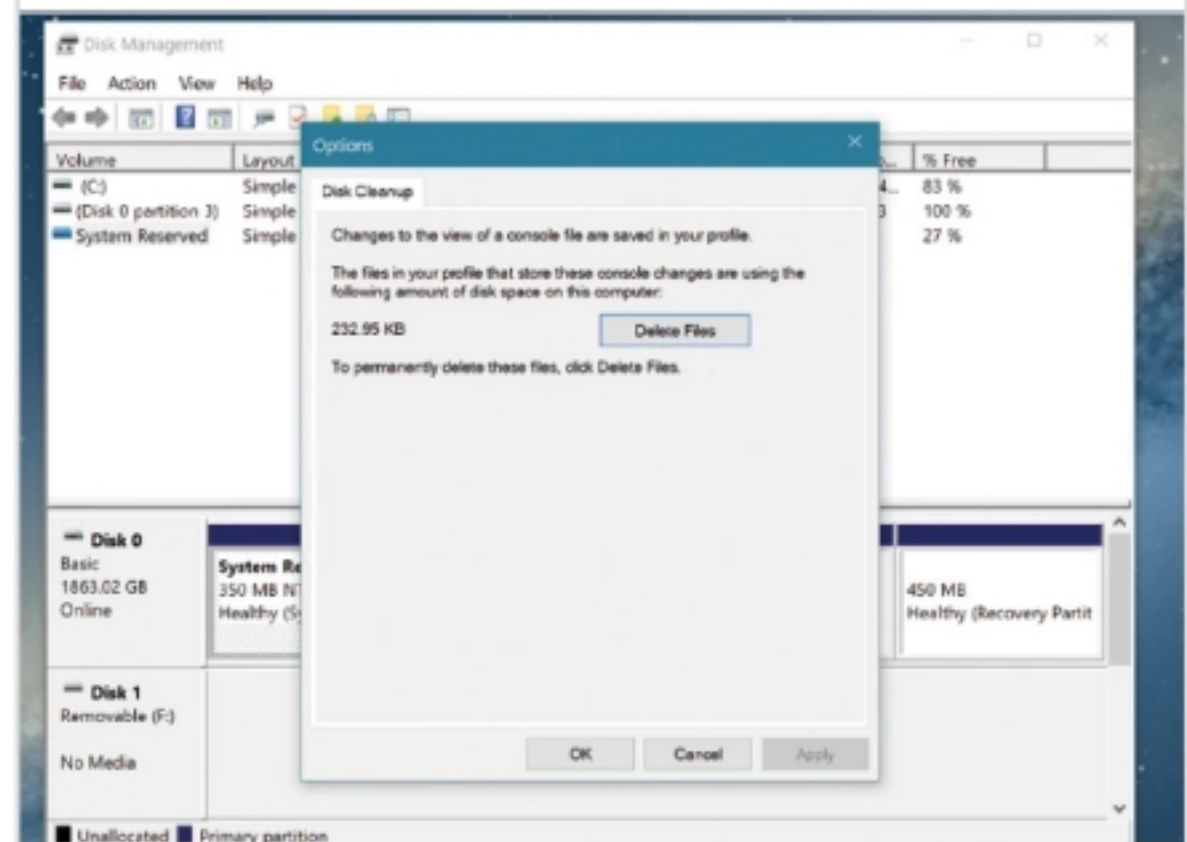 Disk Management
File Action View Help
Options
Volume Layout % Free
Disk Cleanup
(C:) Simple 83 %
(Disk 0 partition 3) Simple 100 %
System Reserved Simple 27 %
Changes to the view of a console file are saved in your profile.
The files in your profile that store these console changes are using the
following amount of disk space on this computer:
232.95 KB Delete Files
To permanently delete these files, click Delete Files.
Disk 0
Basic
1863.02 GB
Online
System Re
350 MB NT
Healthy (Sy
450 MB
Healthy (Recovery Partit
Disk 1
Removable (F:)
No Media
OK Cancel Apply
Unallocated Primary partition